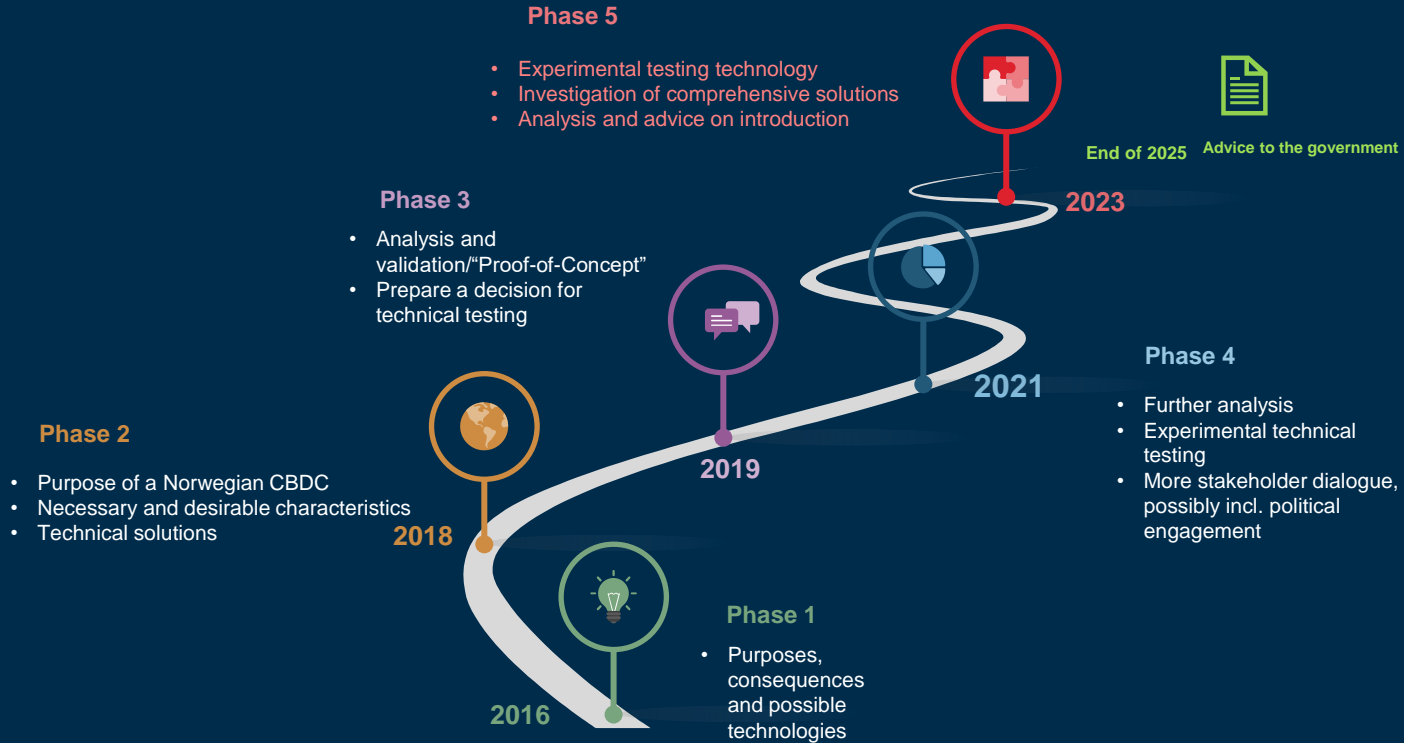 Phase 5
• Experimental testing technology
• Investigation of comprehensive solutions
• Analysis and advice on introduction
End of 2025
Advice to the government
2023
Phase 3
• Analysis and
validation/“Proof-of-Concept”
• Prepare a decision for
technical testing
2019
Phase 4
• Further analysis
• Experimental technical
testing
• More stakeholder dialogue,
possibly incl. political
engagement
2021
Phase 2
• Purpose of a Norwegian CBDC
• Necessary and desirable characteristics
• Technical solutions
2018
Phase 1
• Purposes,
consequences
and possible
technologies
2016